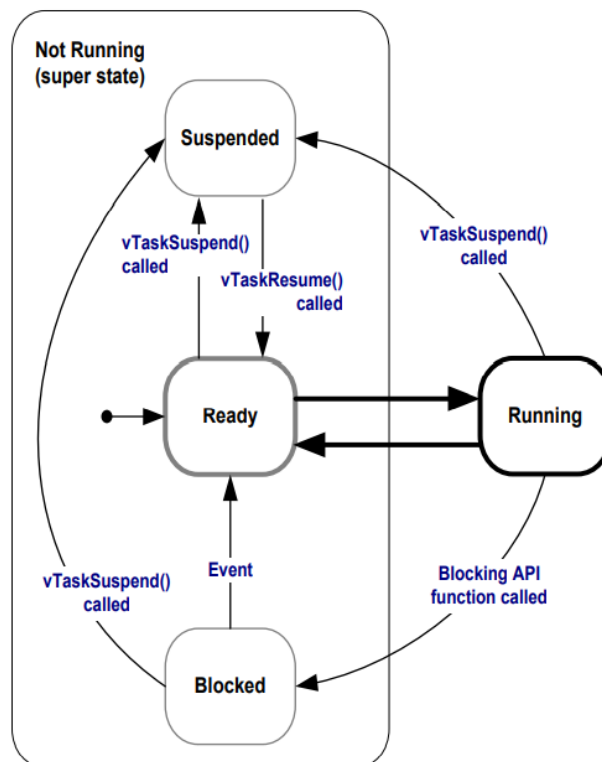 Not Running
(super state)
Suspended
vTaskSuspend()
called
vTaskResume()
called
vTaskSuspend()
called
Ready
Running
vTaskSuspend()
called
Event
Blocking API
function called
Blocked